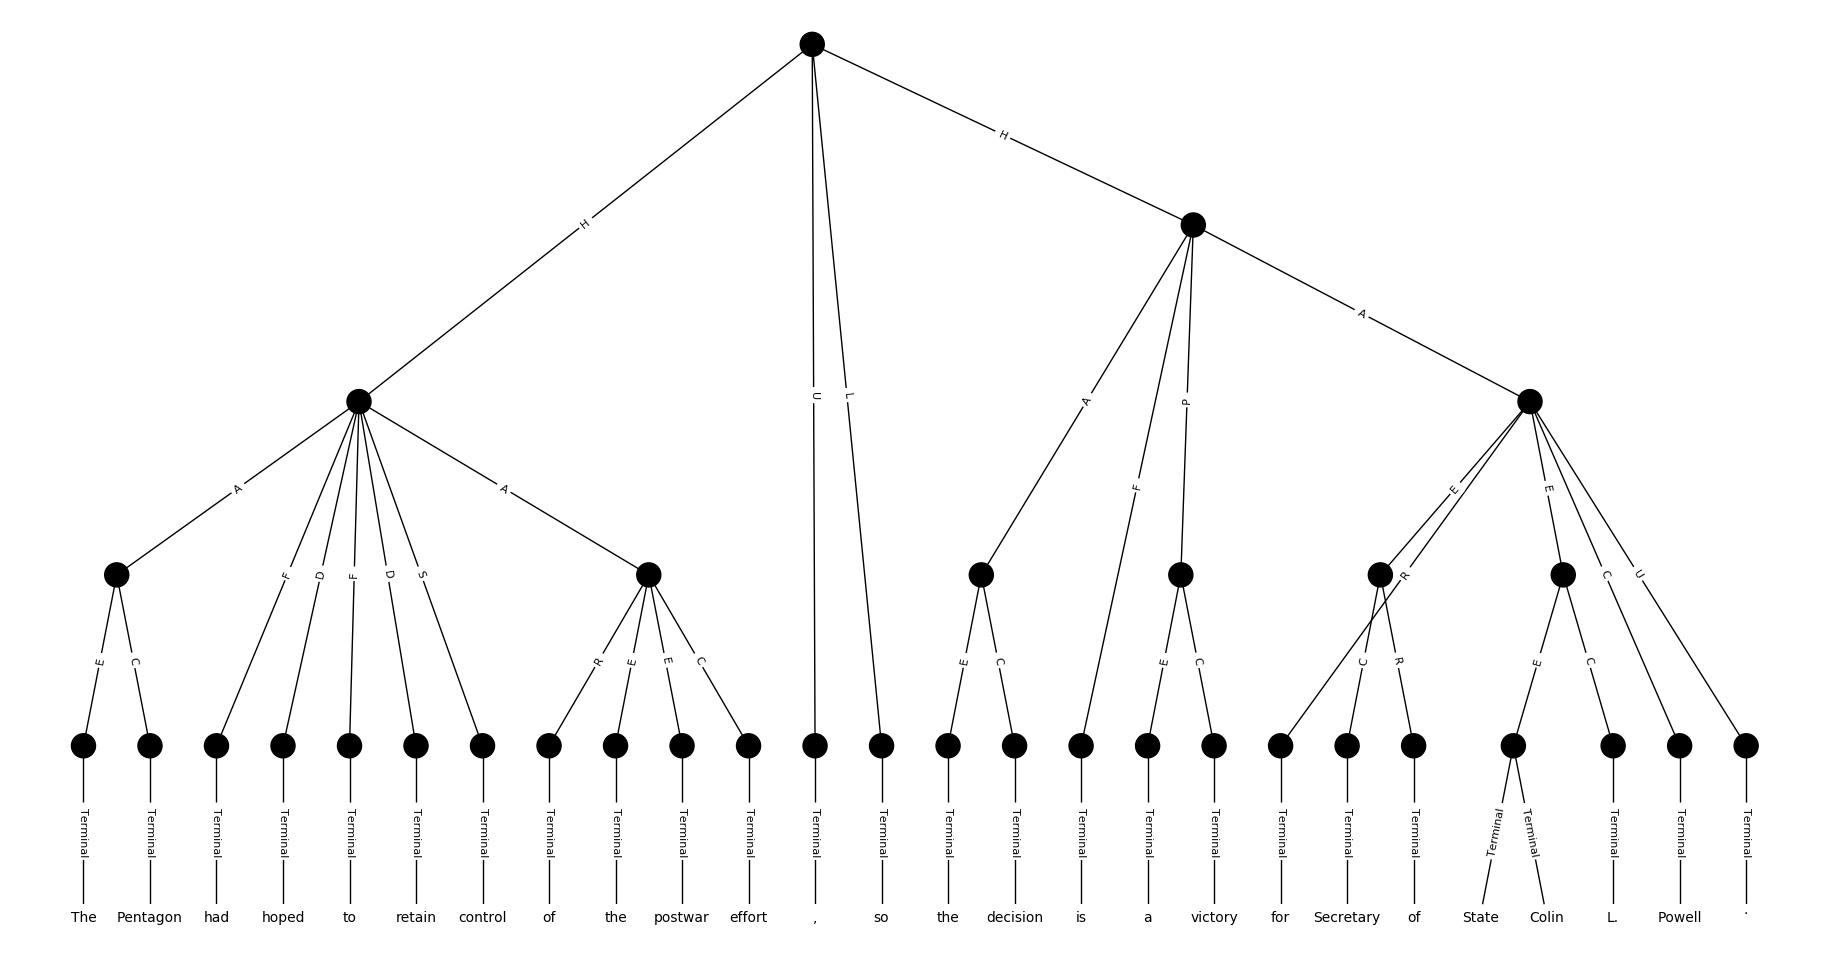 H
H
A
U
L
A
P
A
A
F
E
E
F
D
F
D
S
R
C
U
E
C
R
E
E
C
E
C
E
C
C
R
E
C
Terminal Terminal Terminal Terminal Terminal Terminal Terminal Terminal Terminal Terminal Terminal Terminal Terminal Terminal Terminal Terminal Terminal Terminal Terminal Terminal Terminal Terminal Terminal Terminal Terminal Terminal
The Pentagon had hoped to retain control of the postwar effort , so the decision is a victory for Secretary of State Colin L. Powell .